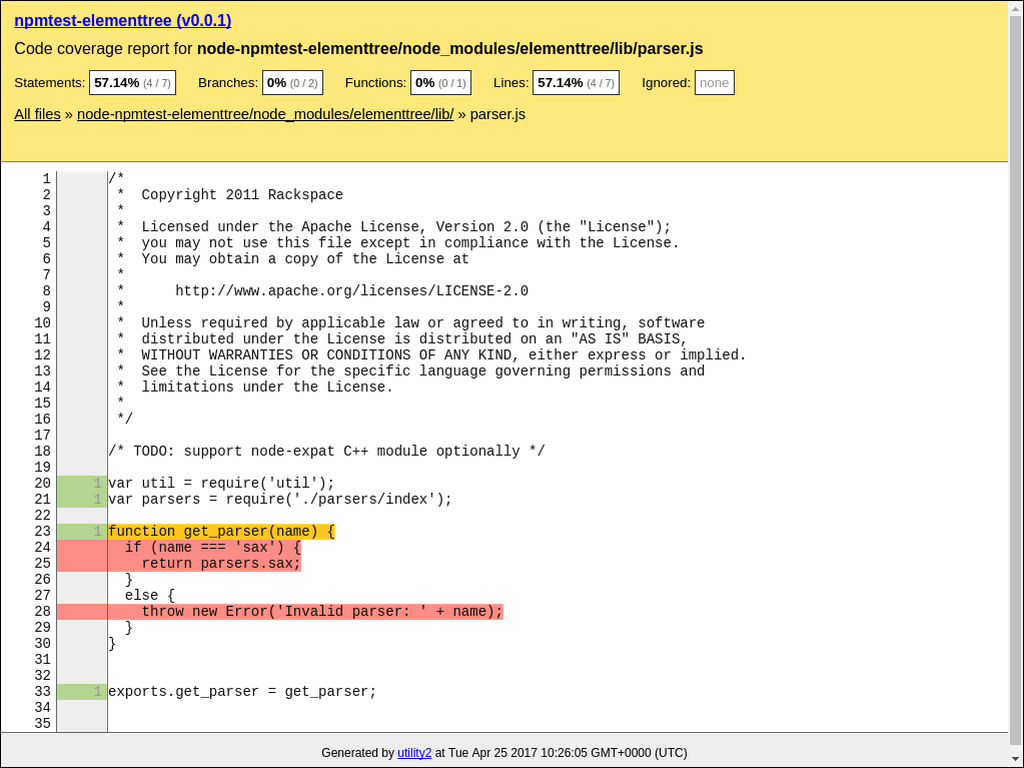 npmtest-elementtree (v0.0.1)
Code coverage report for node-npmtest-elementtree/node_modules/elementtree/lib/parser.js
Statements: 57.14% (4 / 7) Branches: 0% (0 / 2) Functions: 0% (0 / 1) Lines: 57.14% (4 / 7) Ignored: none
All files » node-npmtest-elementtree/node_modules/elementtree/lib/ » parser.js
1 /*
2  *  Copyright 2011 Rackspace
3  *
4  *  Licensed under the Apache License, Version 2.0 (the "License");
5  *  you may not use this file except in compliance with the License.
6  *  You may obtain a copy of the License at
7  *
8  *      http://www.apache.org/licenses/LICENSE-2.0
9  *
10  *  Unless required by applicable law or agreed to in writing, software
11  *  distributed under the License is distributed on an "AS IS" BASIS,
12  *  WITHOUT WARRANTIES OR CONDITIONS OF ANY KIND, either express or implied.
13  *  See the License for the specific language governing permissions and
14  *  limitations under the License.
15  *
16  */
17
18 /* TODO: support node-expat C++ module optionally */
19
20 1 var util = require('util');
21 1 var parsers = require('./parsers/index');
22
23 1 function get_parser(name) {
24   if (name === 'sax') {
25     return parsers.sax;
26   }
27   else {
28     throw new Error('Invalid parser: ' + name);
29   }
30 }
31
32
33 1 exports.get_parser = get_parser;
34
35
Generated by utility2 at Tue Apr 25 2017 10:26:05 GMT+0000 (UTC)